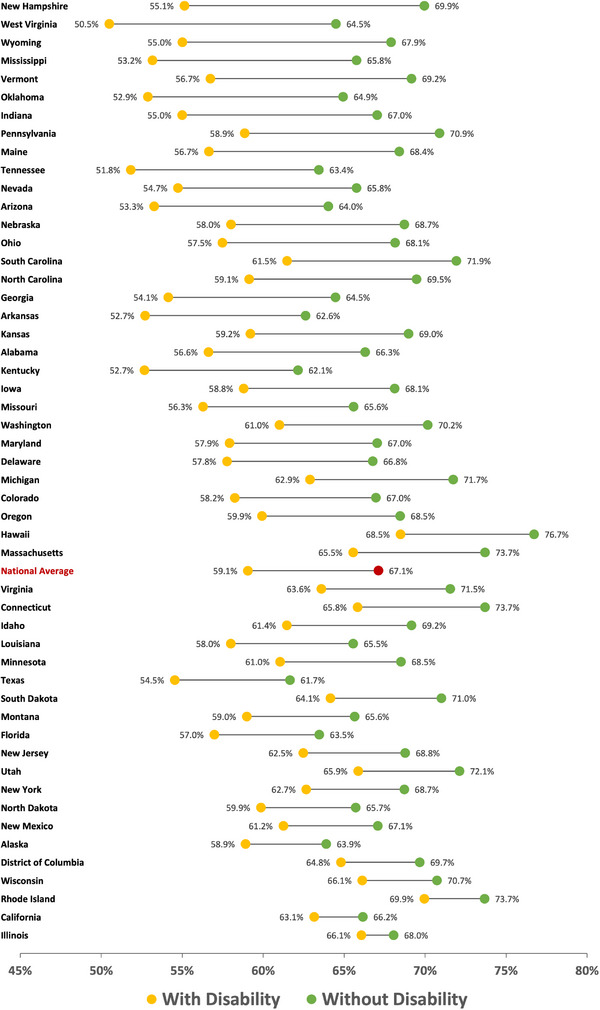 New Hampshire 55.1% 69.9%
West Virginia 50.5% 64.5%
Wyoming 55.0% 67.9%
Mississippi 53.2% 65.8%
Vermont 56.7% 69.2%
Oklahoma 52.9% 64.9%
Indiana 55.0% 67.0%
Pennsylvania 58.9% 70.9%
Maine 56.7% 68.4%
Tennessee 51.8% 63.4%
Nevada 54.7% 65.8%
Arizona 53.3% 64.0%
Nebraska 58.0% 68.7%
Ohio 57.5% 68.1%
South Carolina 61.5% 71.9%
North Carolina 59.1% 69.5%
Georgia 54.1% 64.5%
Arkansas 52.7% 62.6%
Kansas 59.2% 69.0%
Alabama 56.6% 66.3%
Kentucky 52.7% 62.1%
Iowa 58.8% 68.1%
Missouri 56.3% 65.6%
Washington 61.0% 70.2%
Maryland 57.9% 67.0%
Delaware 57.8% 66.8%
Michigan 62.9% 71.7%
Colorado 58.2% 67.0%
Oregon 59.9% 68.5%
Hawaii 68.5% 76.7%
Massachusetts 65.5% 73.7%
National Average 59.1% 67.1%
Virginia 63.6% 71.5%
Connecticut 65.8% 73.7%
Idaho 61.4% 69.2%
Louisiana 58.0% 65.5%
Minnesota 61.0% 68.5%
Texas 54.5% 61.7%
South Dakota 64.1% 71.0%
Montana 59.0% 65.6%
Florida 57.0% 63.5%
New Jersey 62.5% 68.8%
Utah 65.9% 72.1%
New York 62.7% 68.7%
North Dakota 59.9% 65.7%
New Mexico 61.2% 67.1%
Alaska 58.9% 63.9%
District of Columbia 64.8% 69.7%
Wisconsin 66.1% 70.7%
Rhode Island 69.9% 73.7%
California 63.1% 66.2%
Illinois 66.1% 68.0%
45% 50% 55% 60% 65% 70% 75% 80%
With Disability Without Disability